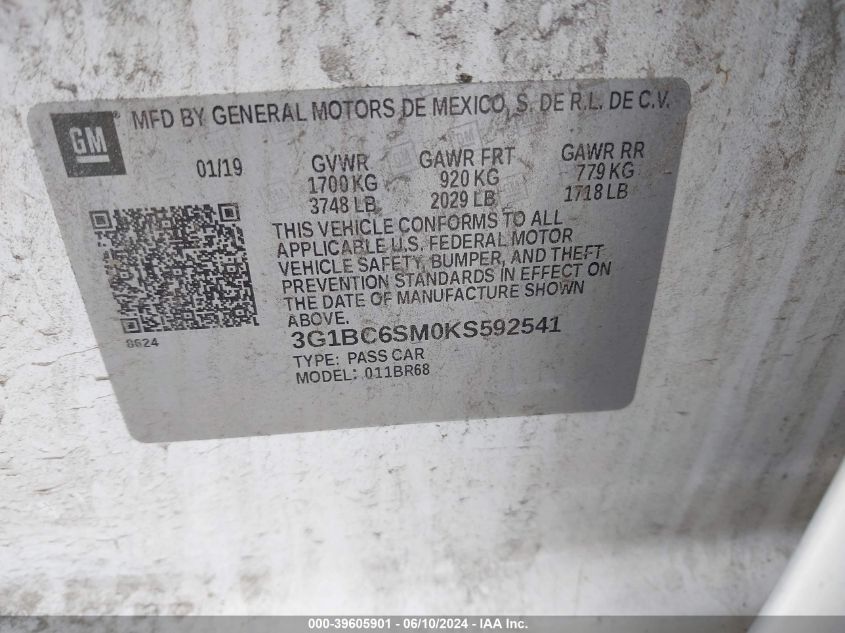 GM
MFD BY GENERAL MOTORS DE MEXICO, S. DE R.L. DE C.V.
01/19 GVWR GAWR FRT GAWR RR
1700 KG 920 KG 779 KG
3748 LB 2029 LB 1718 LB
THIS VEHICLE CONFORMS TO ALL
APPLICABLE U.S. FEDERAL MOTOR
VEHICLE SAFETY, BUMPER, AND THEFT
PREVENTION STANDARDS IN EFFECT ON
THE DATE OF MANUFACTURE SHOWN
ABOVE.
8624
3G1BC6SM0KS592541
TYPE: PASS CAR
MODEL: 011BR68
000-39605901 - 06/10/2024 - IAA Inc.